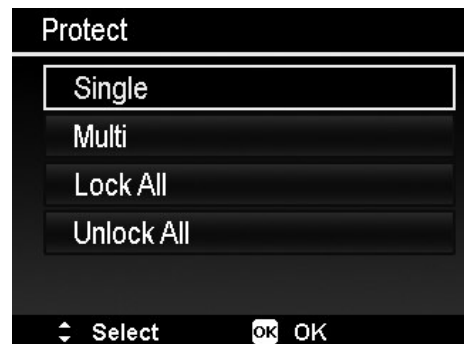 Protect
Single
Multi
Lock All
Unlock All
Select OK OK